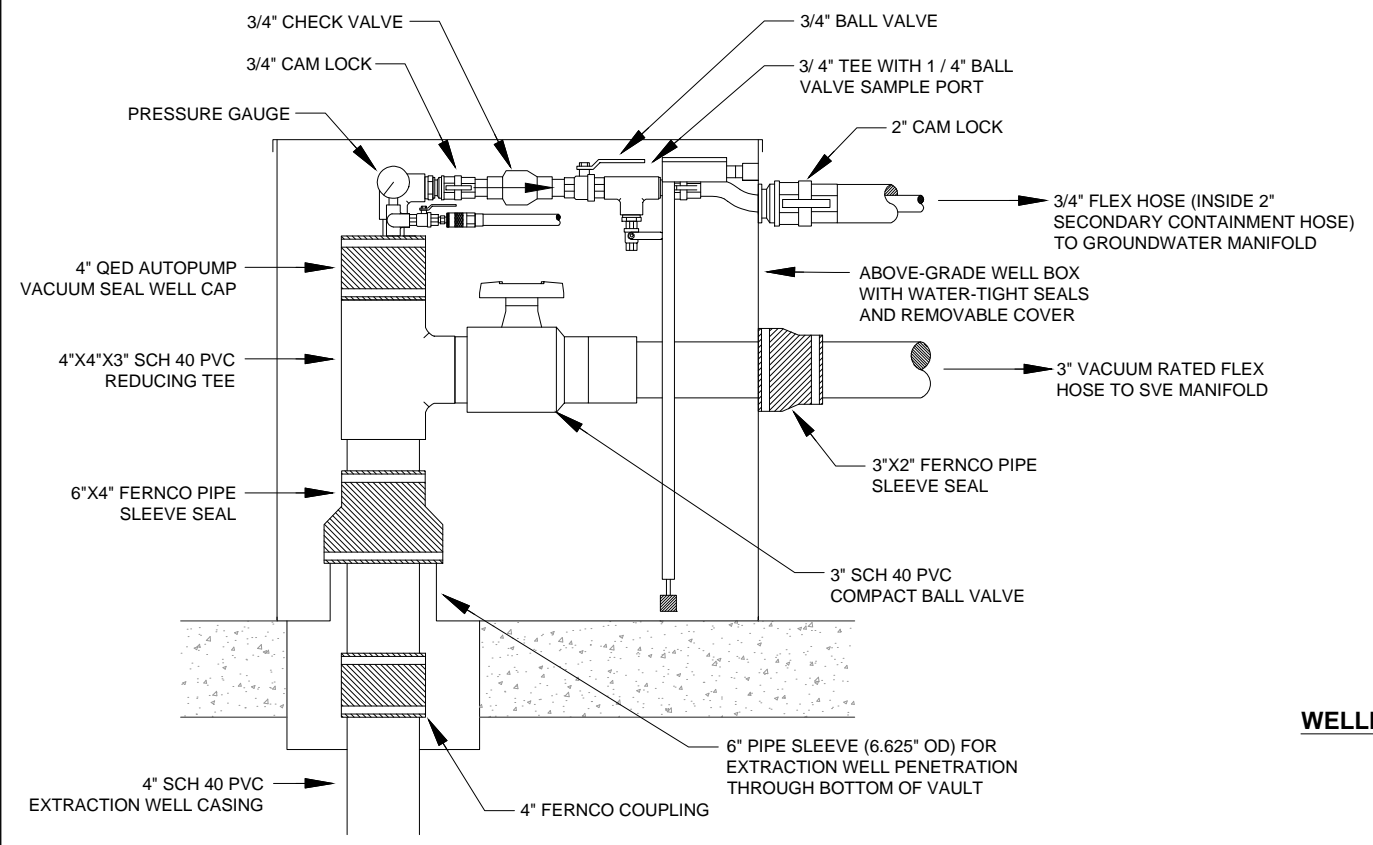 3/4" CHECK VALVE
3/4" CAM LOCK
PRESSURE GAUGE
3/4" BALL VALVE
3/ 4" TEE WITH 1 / 4" BALL
VALVE SAMPLE PORT
2" CAM LOCK
3/4" FLEX HOSE (INSIDE 2"
SECONDARY CONTAINMENT HOSE)
TO GROUNDWATER MANIFOLD
4" QED AUTOPUMP
VACUUM SEAL WELL CAP
ABOVE-GRADE WELL BOX
WITH WATER-TIGHT SEALS
AND REMOVABLE COVER
4"X4"X3" SCH 40 PVC
REDUCING TEE
3" VACUUM RATED FLEX
HOSE TO SVE MANIFOLD
3"X2" FERNCO PIPE
SLEEVE SEAL
6"X4" FERNCO PIPE
SLEEVE SEAL
3" SCH 40 PVC
COMPACT BALL VALVE
6" PIPE SLEEVE (6.625" OD) FOR
EXTRACTION WELL PENETRATION
THROUGH BOTTOM OF VAULT
4" SCH 40 PVC
EXTRACTION WELL CASING
4" FERNCO COUPLING